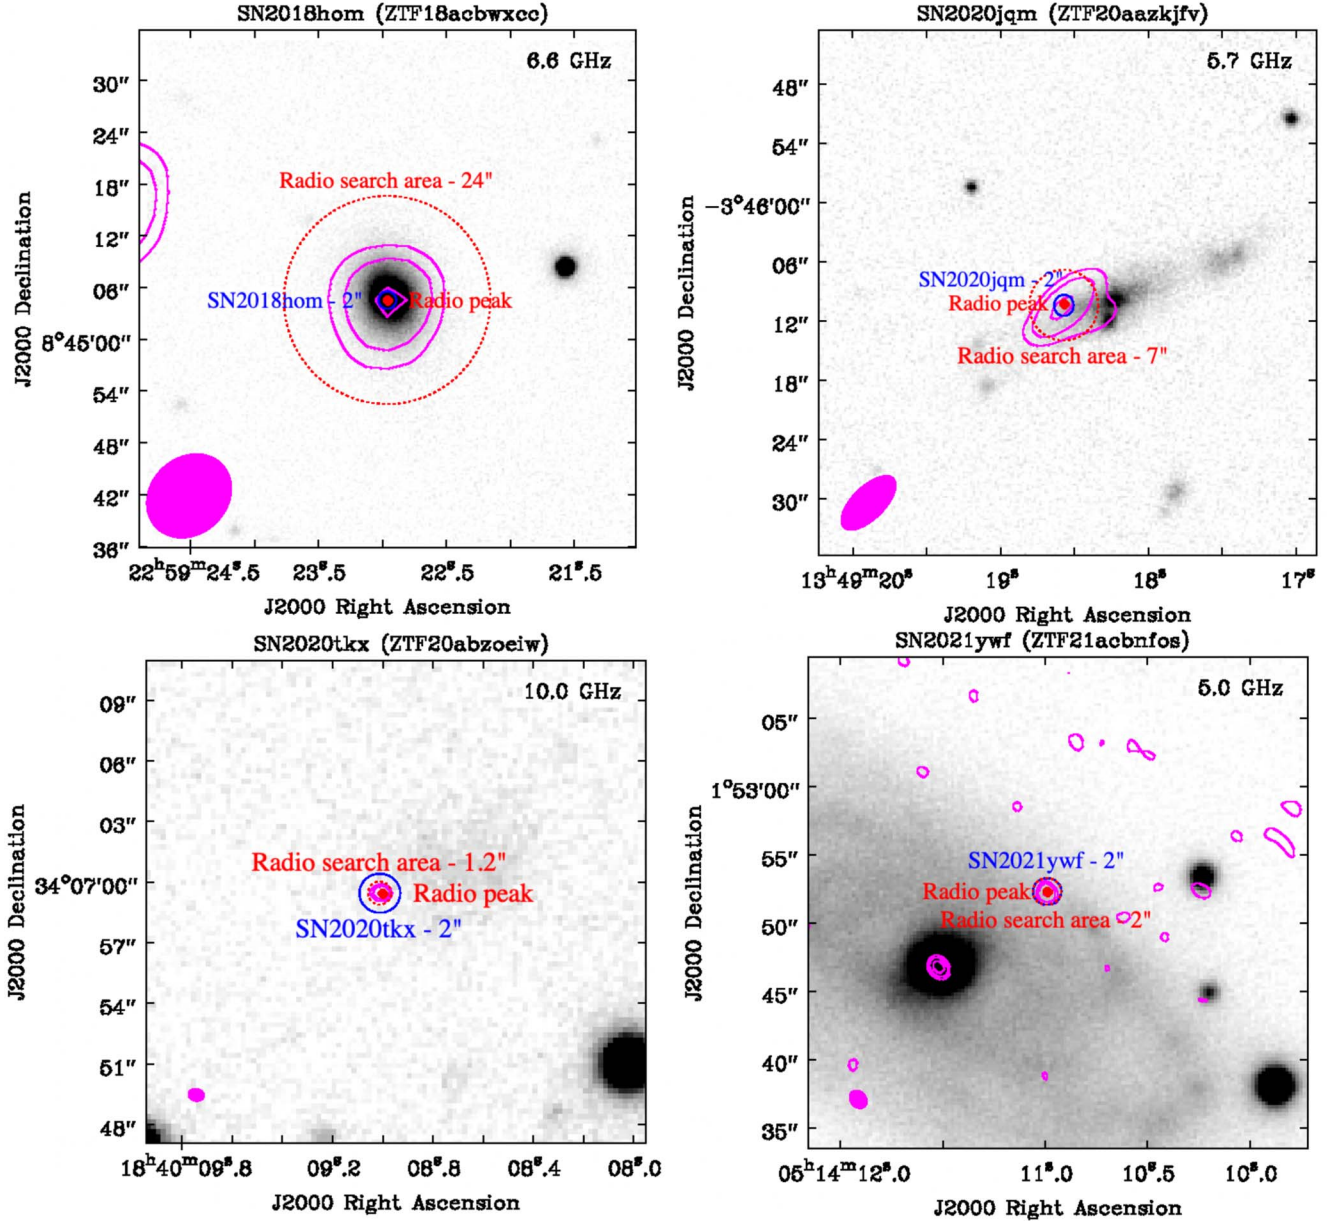 SN2018hom (ZTF18acbwxcc)
6.6 GHz
30"
24"
18"
12"
06"
8°45'00"
54"
48"
42"
36"
J2000 Declination
Radio search area - 24"
SN2018hom - 2"
Radio peak
22ʰ59ᵐ24ˢ.5
23ˢ.5
22ˢ.5
21ˢ.5
J2000 Right Ascension
SN2020jqm (ZTF20aazkjfv)
5.7 GHz
48"
54"
−3°46'00"
06"
12"
18"
24"
30"
J2000 Declination
SN2020jqm - 2"
Radio peak
Radio search area - 7"
13ʰ49ᵐ20ˢ
19ˢ
18ˢ
17ˢ
J2000 Right Ascension
SN2020tkx (ZTF20abzoeiw)
10.0 GHz
09"
06"
03"
34°07'00"
57"
54"
51"
48"
J2000 Declination
Radio search area - 1.2"
Radio peak
SN2020tkx - 2"
18ʰ40ᵐ09ˢ.8
09ˢ.2
08ˢ.8
08ˢ.4
08ˢ.0
J2000 Right Ascension
SN2021ywf (ZTF21acbnfos)
5.0 GHz
05"
1°53'00"
55"
50"
45"
40"
35"
J2000 Declination
SN2021ywf - 2"
Radio peak
Radio search area - 2"
05ʰ14ᵐ12ˢ.0
11ˢ.0
10ˢ.5
10ˢ.0
J2000 Right Ascension